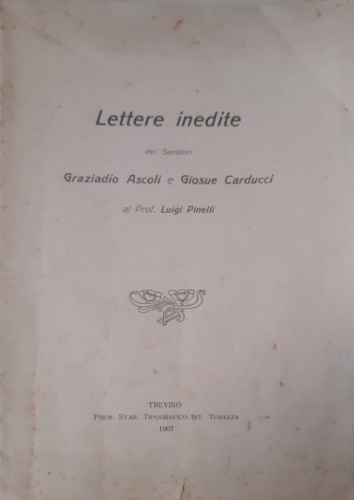 Lettere inedite
dei Senatori
Graziadio Ascoli e Giosue Carducci
al Prof. Luigi Pinelli
TREVISO
PREM. STAB. TIPOGRAFICO IST. TURAZZA
1907